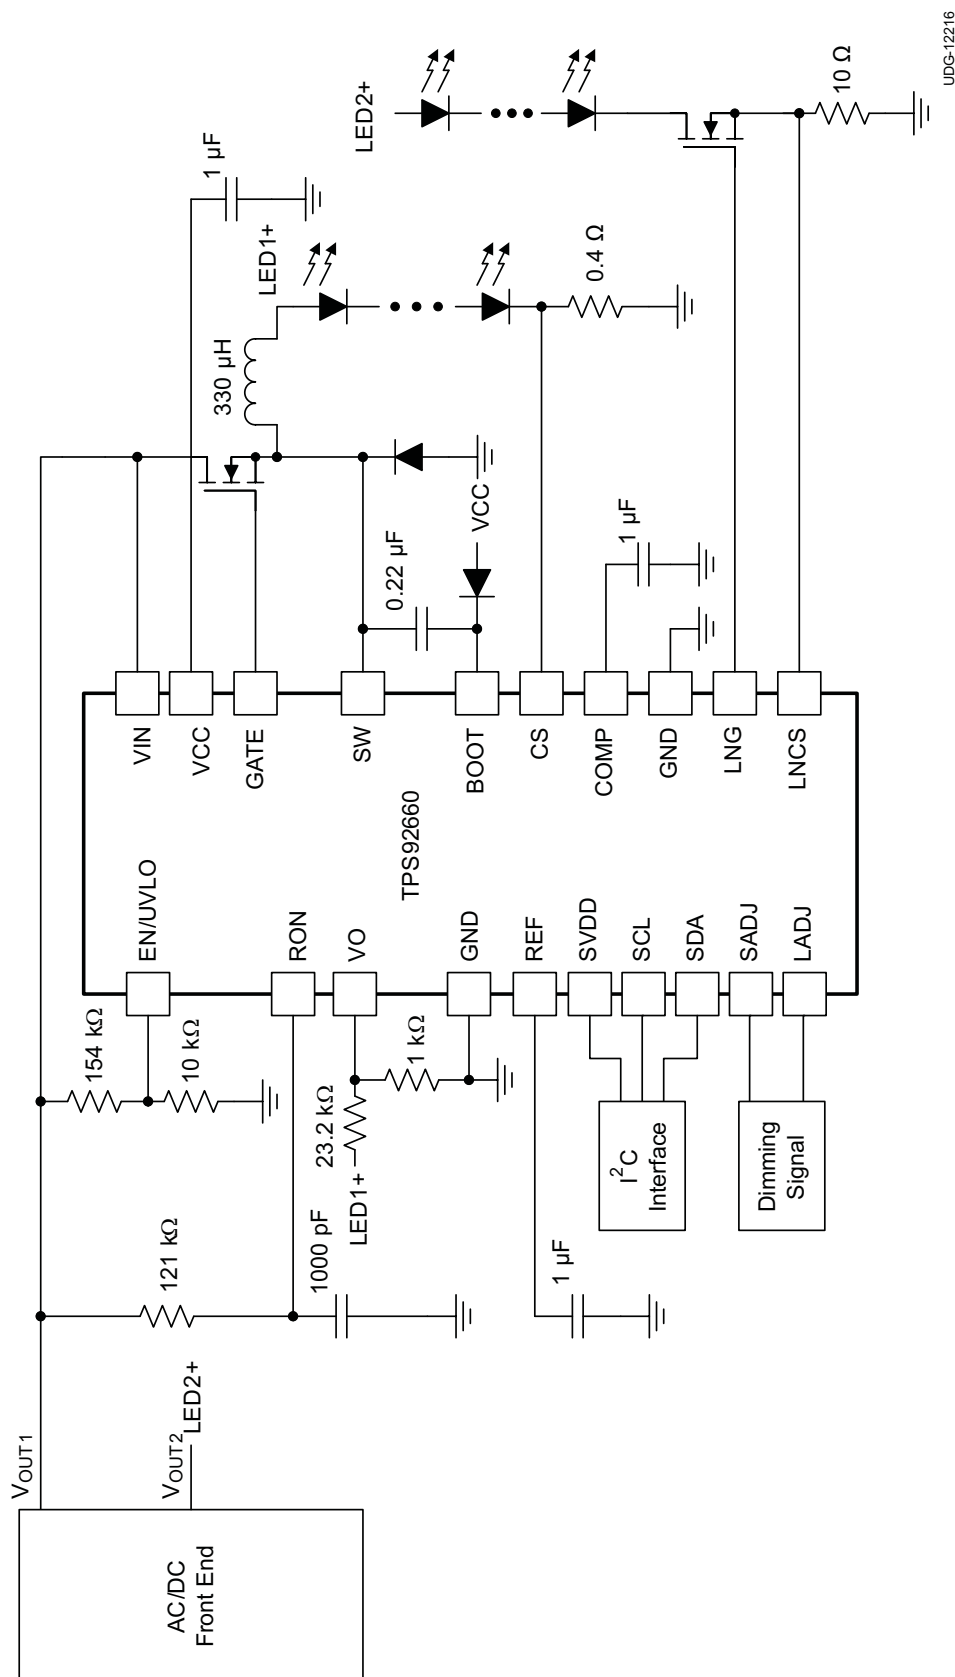 AC/DC
Front End
VOUT1
VOUT2
LED2+
121 kΩ
1000 pF
154 kΩ
10 kΩ
LED1+
23.2 kΩ
1 kΩ
1 µF
I²C
Interface
Dimming
Signal
EN/UVLO
RON
VO
GND
REF
SVDD
SCL
SDA
SADJ
LADJ
TPS92660
VIN
VCC
GATE
SW
BOOT
CS
COMP
GND
LNG
LNCS
0.22 µF
VCC
1 µF
330 µH
1 µF
LED1+
0.4 Ω
LED2+
10 Ω
UDG-12216